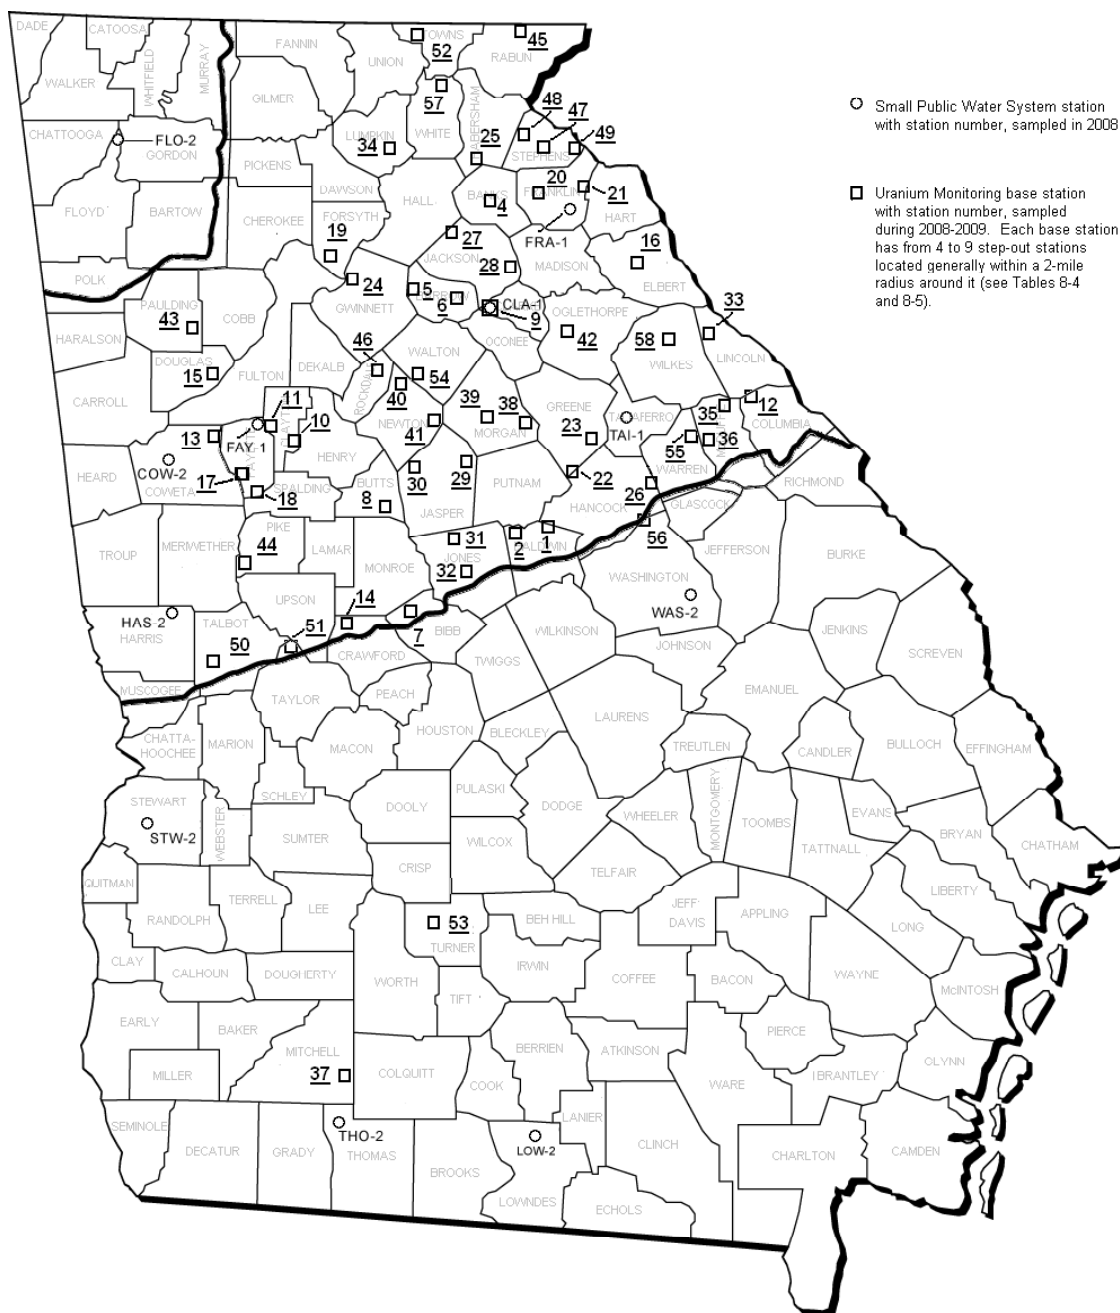 DADE
CATOOSA
WHITFIELD
MURRAY
FANNIN
UNION
TOWNS
52
RABUN
45
WALKER
GILMER
57
48
47
Small Public Water System station
with station number, sampled in 2008
CHATTOOGA
FLO-2
GORDON
LUMPKIN
34
WHITE
25
STEPHENS
49
PICKENS
DAWSON
HALL
BANKS
4
20
FRANKLIN
21
HART
Uranium Monitoring base station
with station number, sampled
during 2008-2009. Each base station
has from 4 to 9 step-out stations
located generally within a 2-mile
radius around it (see Tables 8-4
and 8-5).
FLOYD
BARTOW
CHEROKEE
FORSYTH
19
27
JACKSON
FRA-1
28
MADISON
16
ELBERT
POLK
24
GWINNETT
5
6
CLA-1
9
OGLETHORPE
33
PAULDING
43
COBB
46
OCONEE
42
58
WILKES
LINCOLN
HARALSON
DOUGLAS
15
FULTON
DEKALB
ROCKDALE
WALTON
54
40
CARROLL
11
10
39
38
GREENE
TALIAFERRO
TAI-1
35
12
COLUMBIA
13
FAY-1
NEWTON
41
MORGAN
23
55
36
COW-2
COWETA
HENRY
HEARD
17
18
SPALDING
BUTTS
8
30
29
JASPER
PUTNAM
22
HANCOCK
WARREN
26
RICHMOND
GLASCOCK
TROUP
MERIWETHER
PIKE
44
LAMAR
MONROE
31
JONES
32
2
BALDWIN
1
56
JEFFERSON
BURKE
WASHINGTON
WAS-2
UPSON
14
HAS-2
HARRIS
TALBOT
50
51
CRAWFORD
7
BIBB
TWIGGS
WILKINSON
JOHNSON
JENKINS
SCREVEN
MUSCOGEE
TAYLOR
PEACH
HOUSTON
EMANUEL
CHATTA-
HOOCHEE
MARION
MACON
BLECKLEY
LAURENS
TREUTLEN
CANDLER
BULLOCH
EFFINGHAM
STEWART
STW-2
WEBSTER
SCHLEY
SUMTER
DOOLY
PULASKI
DODGE
WHEELER
MONTGOMERY
TOOMBS
EVANS
TATTNALL
BRYAN
CHATHAM
WILCOX
CRISP
TELFAIR
LIBERTY
QUITMAN
RANDOLPH
TERRELL
LEE
53
TURNER
BEH HILL
JEFF
DAVIS
APPLING
LONG
CLAY
CALHOUN
DOUGHERTY
WORTH
IRWIN
COFFEE
BACON
WAYNE
McINTOSH
TIFT
EARLY
BAKER
MITCHELL
37
MILLER
COLQUITT
COOK
BERRIEN
ATKINSON
PIERCE
WARE
BRANTLEY
GLYNN
SEMINOLE
DECATUR
GRADY
THO-2
THOMAS
BROOKS
LOW-2
LOWNDES
LANIER
CLINCH
ECHOLS
CHARLTON
CAMDEN